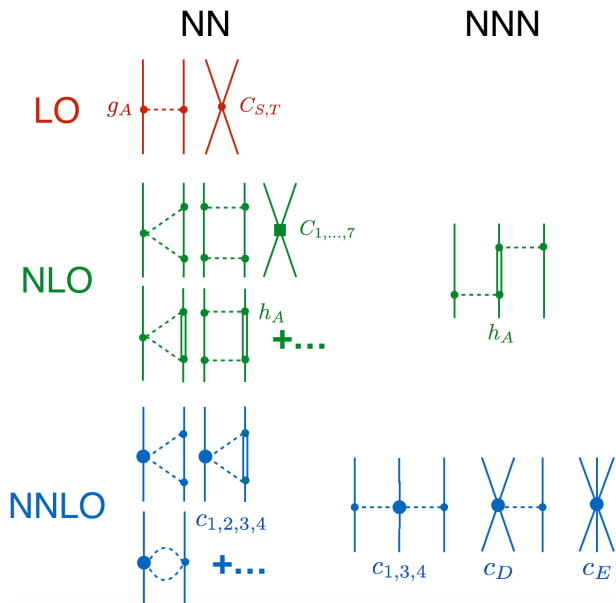 NN NNN
LO g_A C_{S,T}
C_{1,...,7}
NLO
h_A
+...
h_A
NNLO
c_{1,2,3,4}
+...
c_{1,3,4} c_D c_E